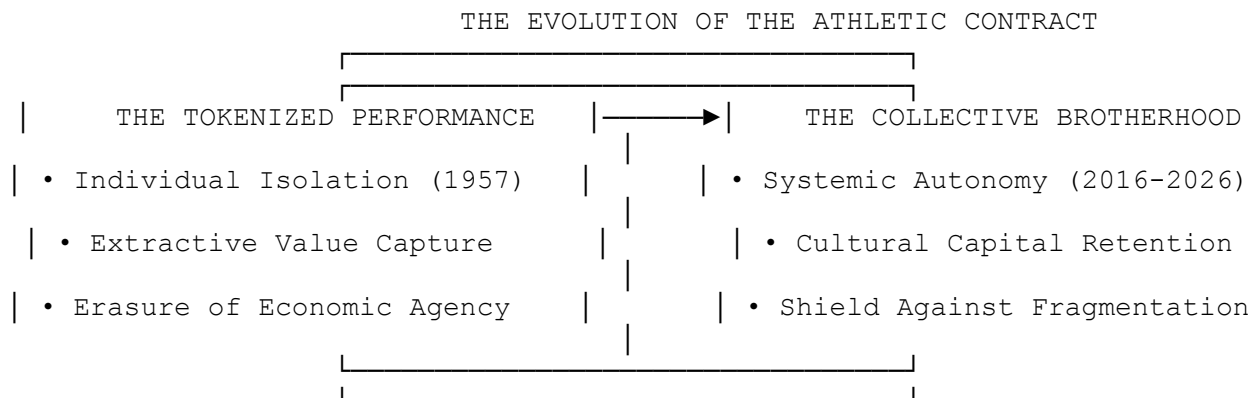 THE EVOLUTION OF THE ATHLETIC CONTRACT
THE TOKENIZED PERFORMANCE THE COLLECTIVE BROTHERHOOD
• Individual Isolation (1957) • Systemic Autonomy (2016-2026)
• Extractive Value Capture • Cultural Capital Retention
• Erasure of Economic Agency • Shield Against Fragmentation